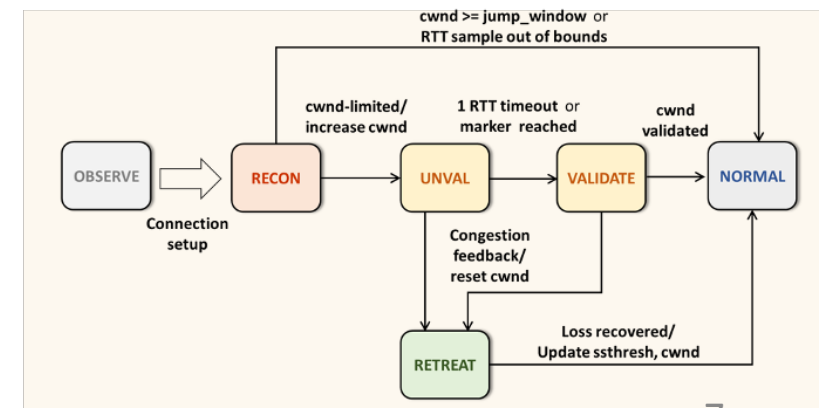 cwnd >= jump_window or
RTT sample out of bounds
cwnd-limited/
increase cwnd
1 RTT timeout or
marker reached
cwnd
validated
OBSERVE
RECON
UNVAL
VALIDATE
NORMAL
Connection
setup
Congestion
feedback/
reset cwnd
Loss recovered/
Update ssthresh, cwnd
RETREAT